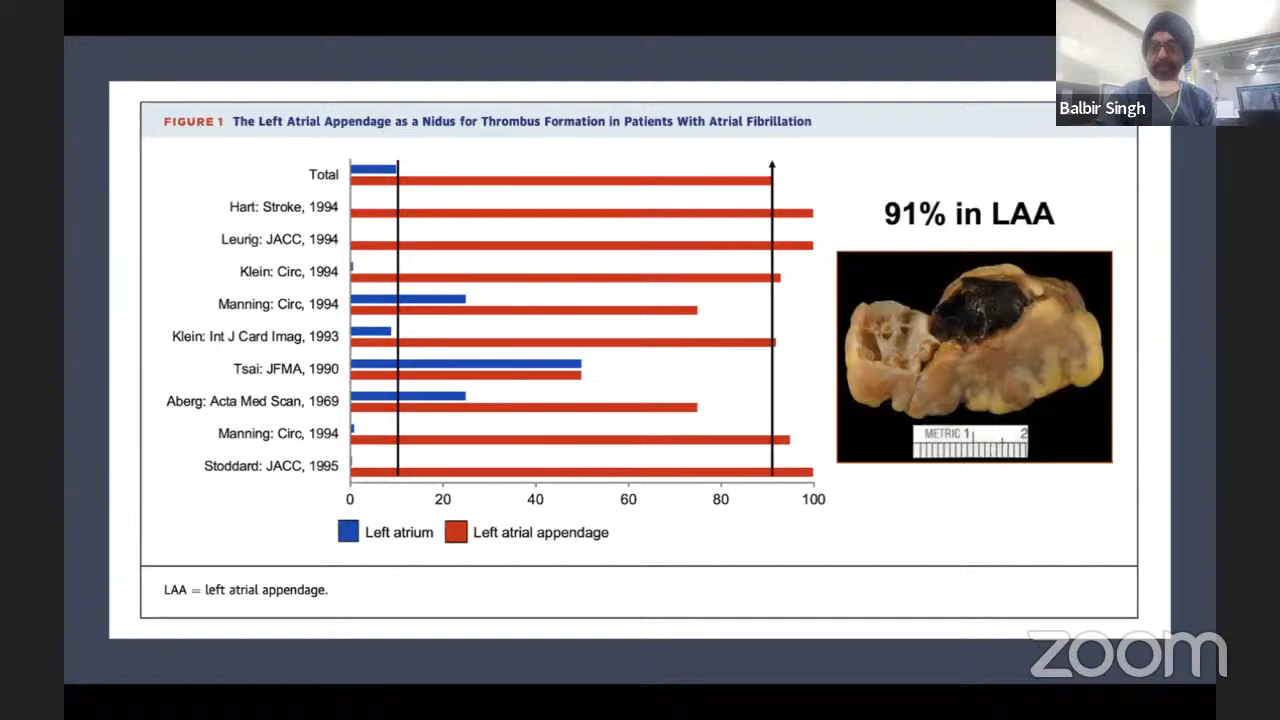 Balbir Singh
FIGURE 1 The Left Atrial Appendage as a Nidus for Thrombus Formation in Patients With Atrial Fibrillation
Total
Hart: Stroke, 1994
Leurig: JACC, 1994
Klein: Circ, 1994
Manning: Circ, 1994
Klein: Int J Card Imag, 1993
Tsai: JFMA, 1990
Aberg: Acta Med Scan, 1969
Manning: Circ, 1994
Stoddard: JACC, 1995
0 20 40 60 80 100
Left atrium Left atrial appendage
91% in LAA
METRIC 1 2
LAA = left atrial appendage.
zoom